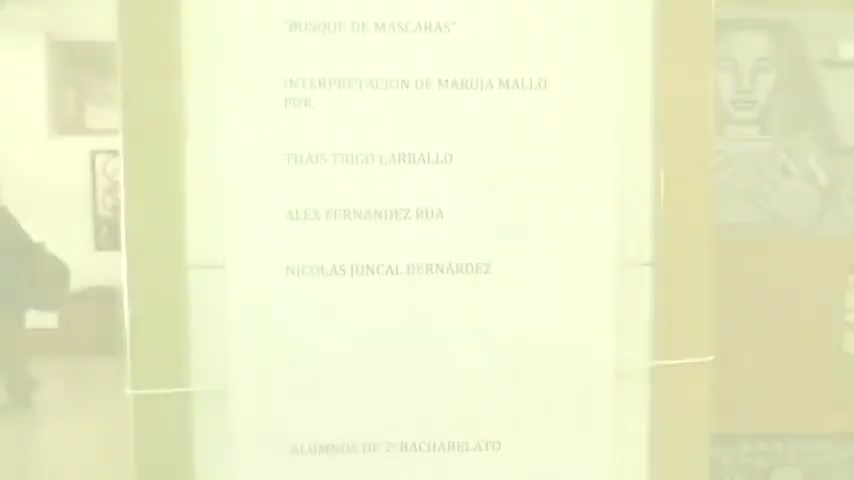 "BOSQUE DE MASCARAS"
INTERPRETACION DE MARUJA MALLO
POR.
THAIS TRIGO CARBALLO
ALEX FERNANDEZ RUA
NICOLAS JUNCAL BERNÁRDEZ
ALUMNOS DE 2º BACHARELATO